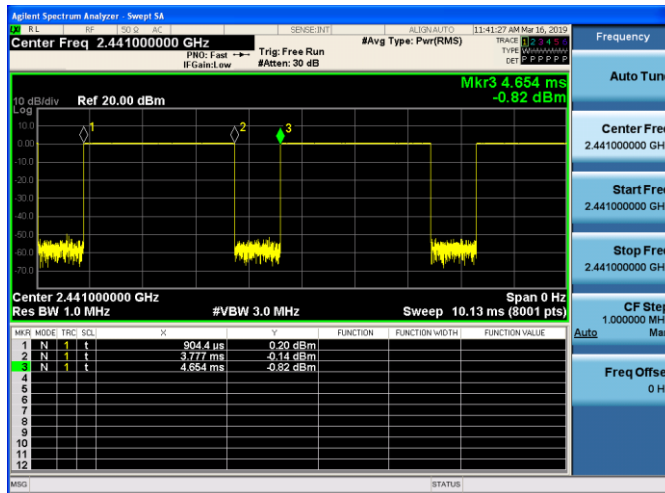 Agilent Spectrum Analyzer - Swept SA
RL RF 50 Ω AC SENSE:INT ALIGN AUTO 11:41:27 AM Mar 16, 2019
Center Freq 2.441000000 GHz
PNO: Fast
IFGain:Low
Trig: Free Run
#Atten: 30 dB
#Avg Type: Pwr(RMS)
TRACE 1 2 3 4 5 6
TYPE W
DET P P P P P P
Mkr3 4.654 ms
-0.82 dBm
10 dB/div Ref 20.00 dBm
Log
10.0
0.00
-10.0
-20.0
-30.0
-40.0
-50.0
-60.0
-70.0
1
2
3
Center 2.441000000 GHz Span 0 Hz
Res BW 1.0 MHz #VBW 3.0 MHz Sweep 10.13 ms (8001 pts)
MKR MODE TRC SCL X Y FUNCTION FUNCTION WIDTH FUNCTION VALUE
1 N 1 t 904.4 µs 0.20 dBm
2 N 1 t 3.777 ms -0.14 dBm
3 N 1 t 4.654 ms -0.82 dBm
4
5
6
7
8
9
10
11
12
MSG STATUS
Frequency
Auto Tun
Center Fre
2.441000000 GH
Start Fre
2.441000000 GH
Stop Fre
2.441000000 GH
CF Step
1.000000 MH
Auto Ma
Freq Offse
0 H